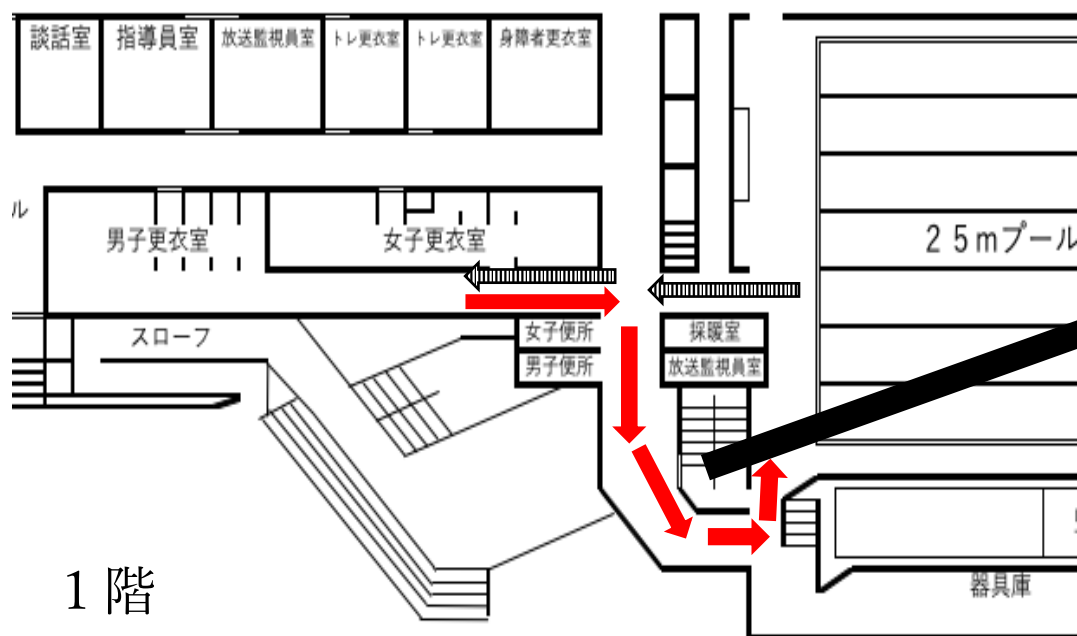 談話室
指導員室
放送監視員室
トレ更衣室
トレ更衣室
身障者更衣室
ル
男子更衣室
女子更衣室
25mプール
スロープ
女子便所
男子便所
採暖室
放送監視員室
器具庫
1階